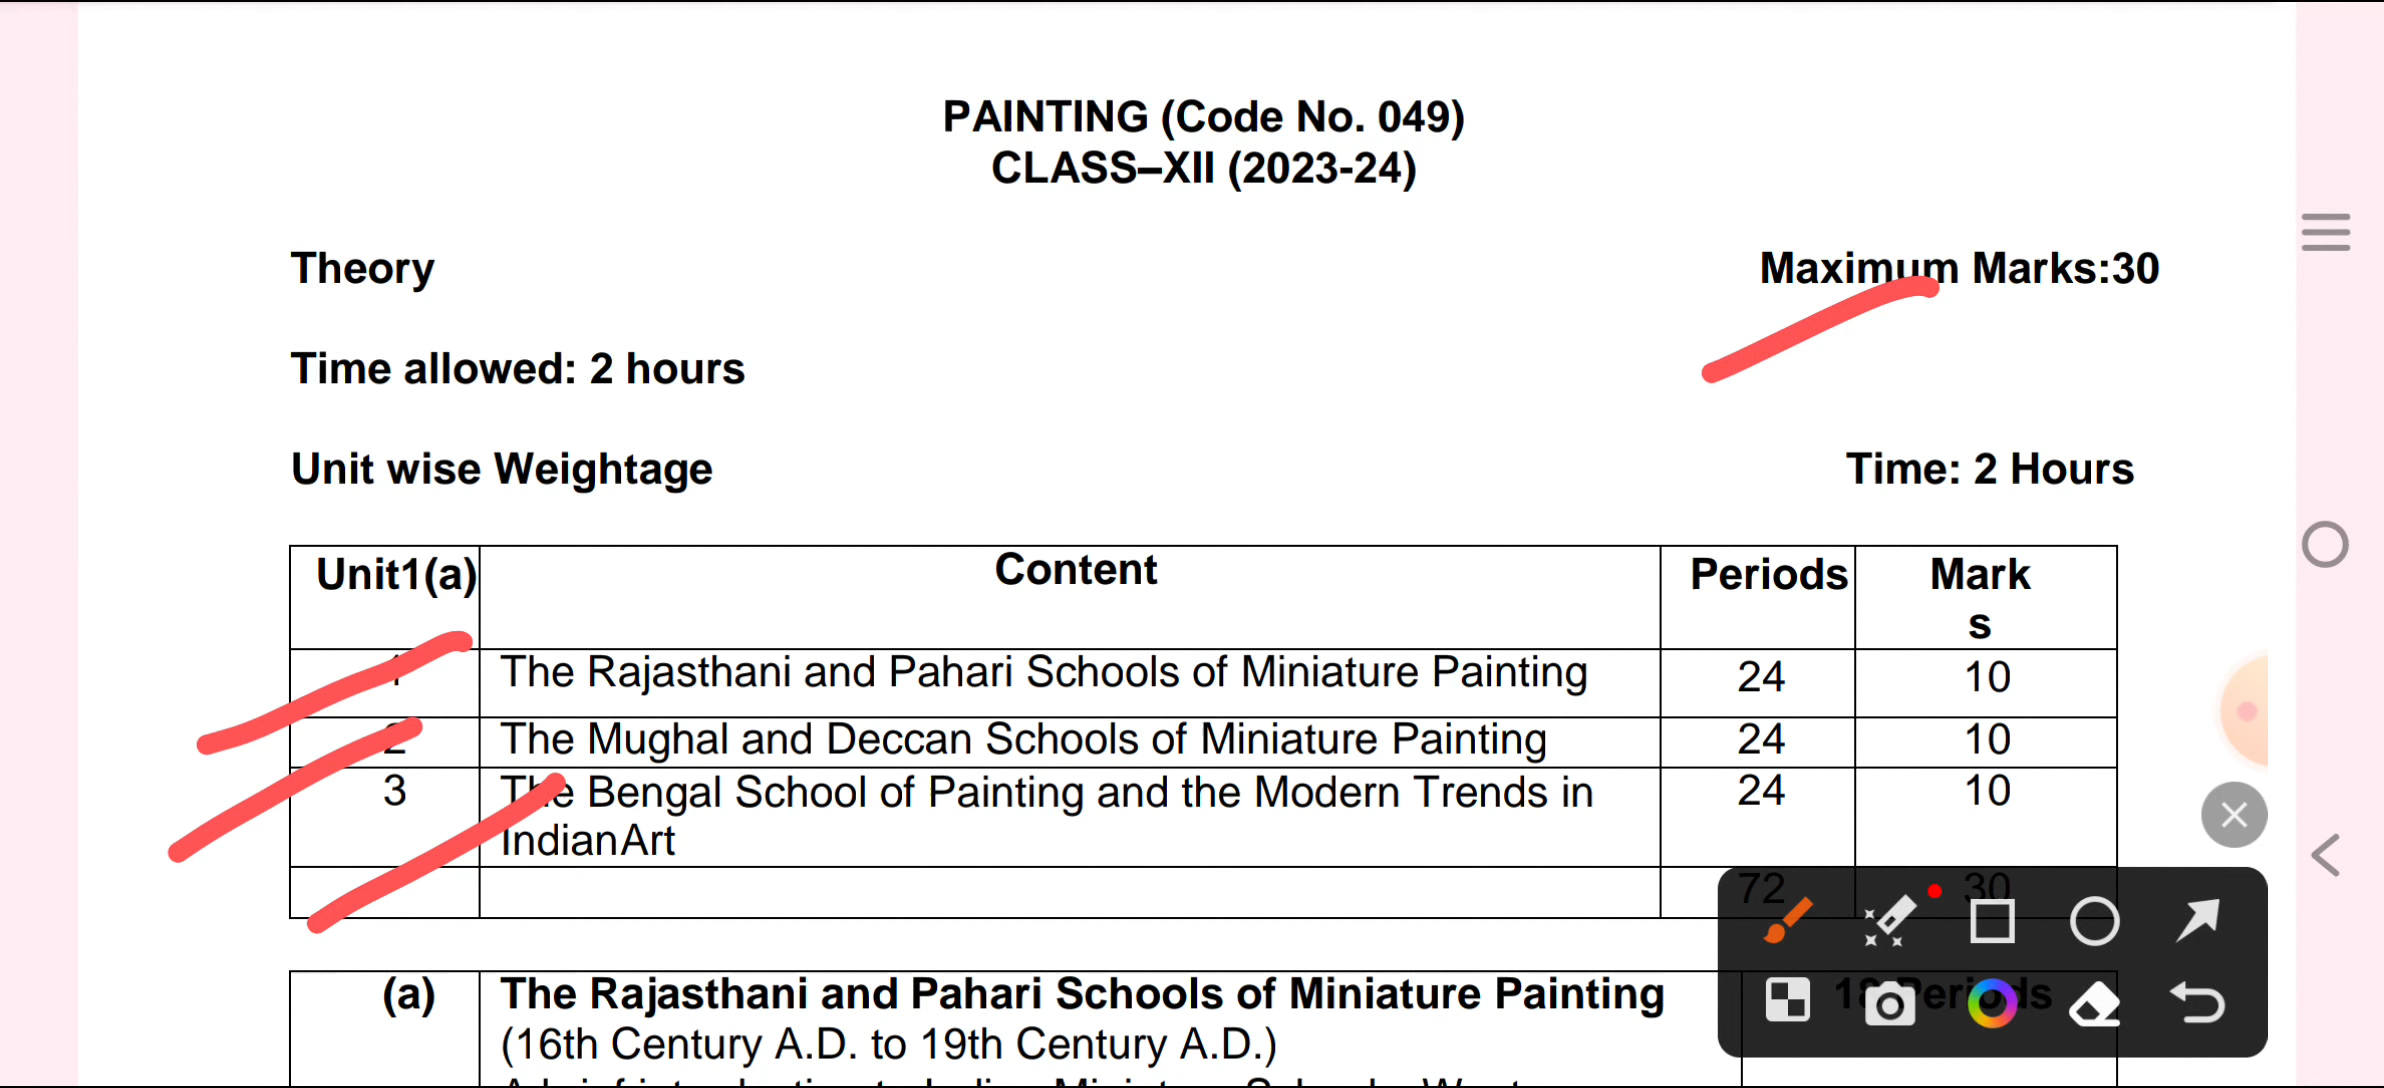 PAINTING (Code No. 049)
CLASS–XII (2023-24)
Theory Maximum Marks:30
Time allowed: 2 hours
Unit wise Weightage Time: 2 Hours
Unit1(a) Content Periods Mark
s
1 The Rajasthani and Pahari Schools of Miniature Painting 24 10
2 The Mughal and Deccan Schools of Miniature Painting 24 10
3 The Bengal School of Painting and the Modern Trends in 24 10
IndianArt
72 30
(a) The Rajasthani and Pahari Schools of Miniature Painting
(16th Century A.D. to 19th Century A.D.)